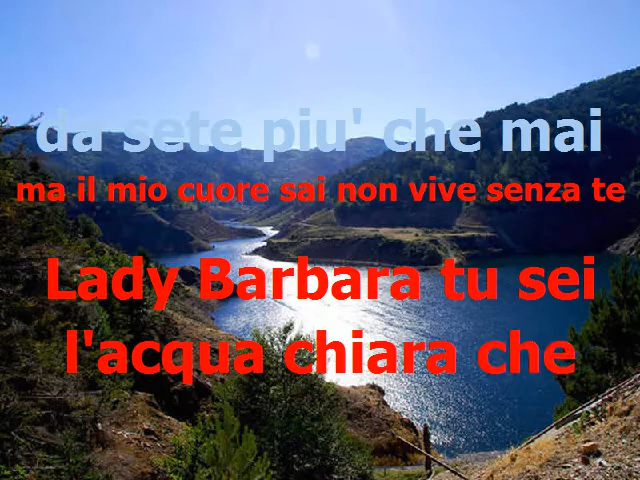 da sete piu' che mai
ma il mio cuore sai non vive senza te
Lady Barbara tu sei
l'acqua chiara che